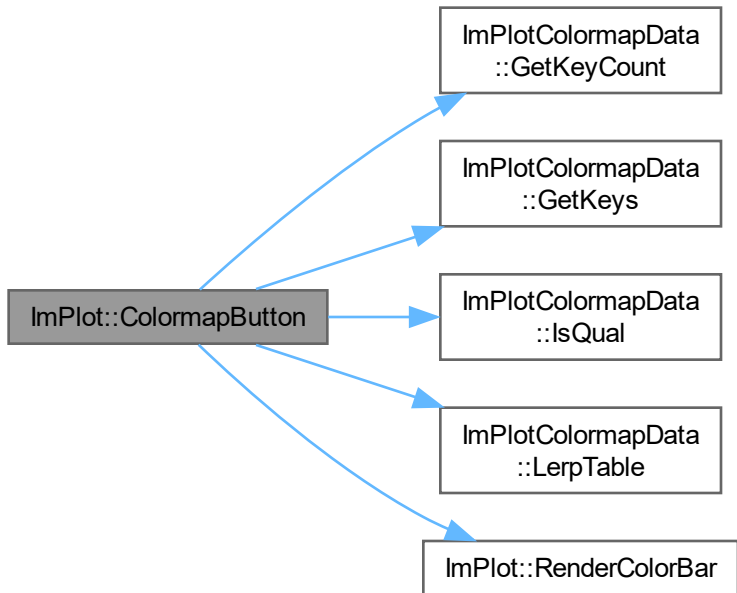 ImPlotColormapData
::GetKeyCount
ImPlotColormapData
::GetKeys
ImPlot::ColormapButton
ImPlotColormapData
::IsQual
ImPlotColormapData
::LerpTable
ImPlot::RenderColorBar